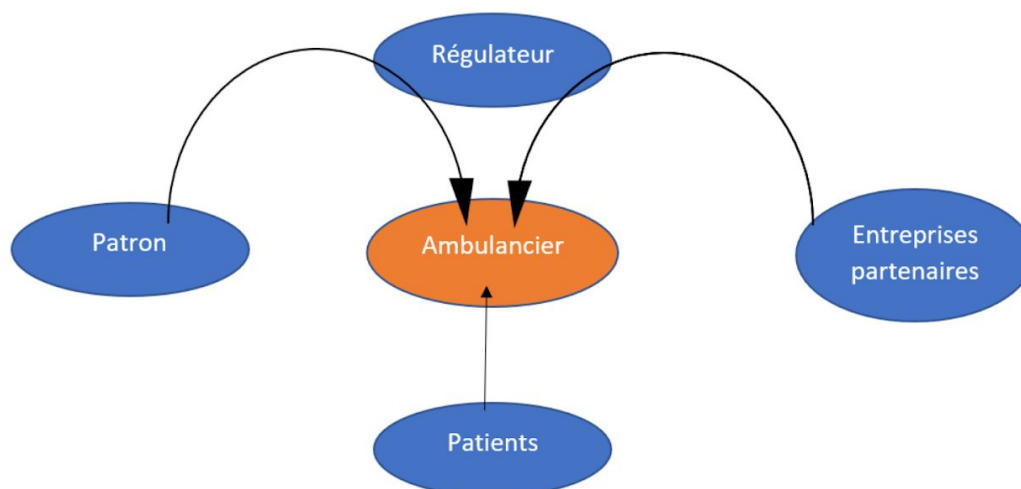 Régulateur
Patron
Ambulancier
Entreprises
partenaires
Patients